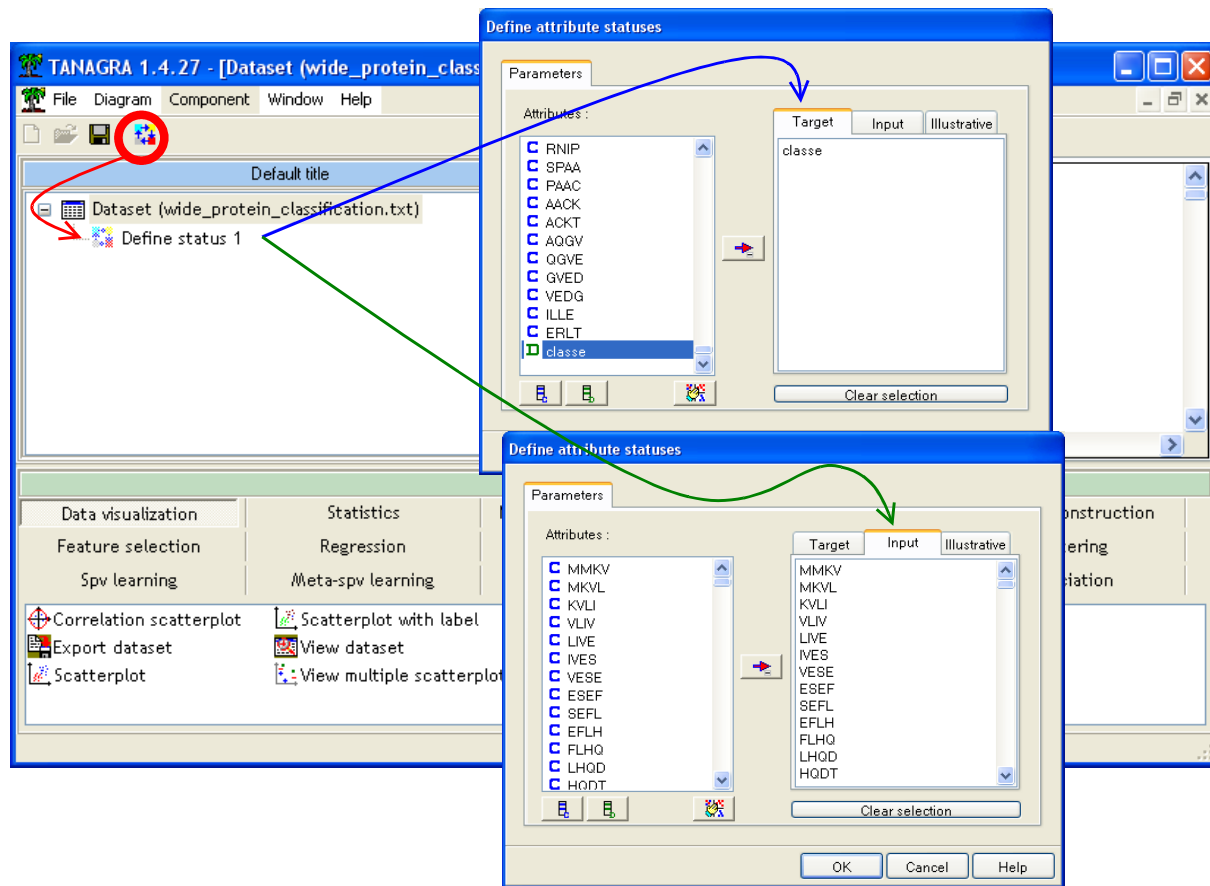 Define attribute statuses
TANAGRA 1.4.27 - [Dataset (wide_protein_class
File Diagram Component Window Help
Default title
Dataset (wide_protein_classification.txt)
Define status 1
Parameters
Attributes :
Target Input Illustrative
RNIP
SPAA
PAAC
AACK
ACKT
AQGV
QGVE
GVED
VEDG
ILLE
ERLT
classe
classe
Clear selection
Define attribute statuses
Parameters
Attributes :
Target Input Illustrative
MMKV
MKVL
KVLI
VLIV
LIVE
IVES
VESE
ESEF
SEFL
EFLH
FLHQ
LHQD
HQDT
MMKV
MKVL
KVLI
VLIV
LIVE
IVES
VESE
ESEF
SEFL
EFLH
FLHQ
LHQD
HQDT
Clear selection
OK Cancel Help
Data visualization Statistics onstruction
Feature selection Regression ering
Spv learning Meta-spv learning iation
Correlation scatterplot Scatterplot with label
Export dataset View dataset
Scatterplot View multiple scatterplot